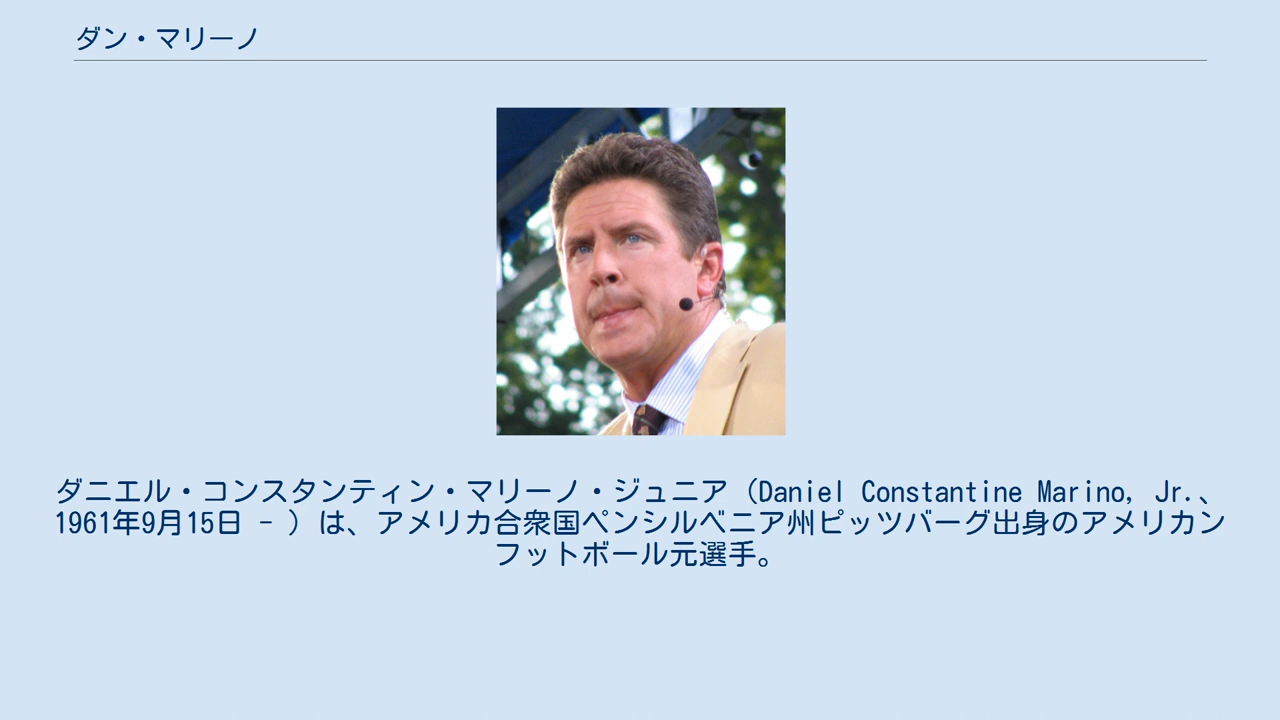 ダン・マリーノ
ダニエル・コンスタンティン・マリーノ・ジュニア（Daniel Constantine Marino, Jr.、
1961年9月15日 - ）は、アメリカ合衆国ペンシルベニア州ピッツバーグ出身のアメリカン
フットボール元選手。